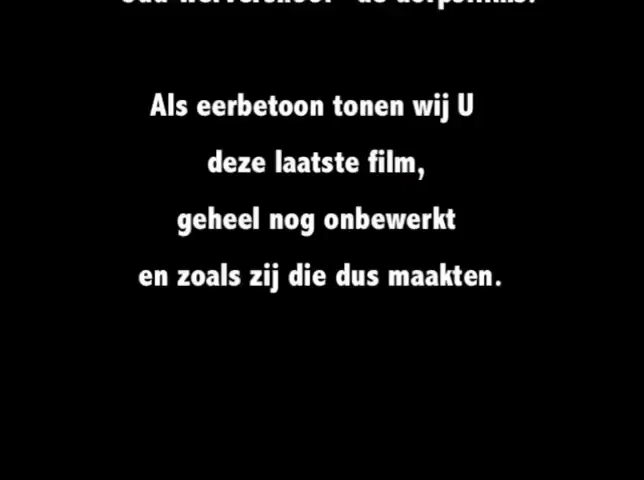 Als eerbetoon tonen wij U
deze laatste film,
geheel nog onbewerkt
en zoals zij die dus maakten.